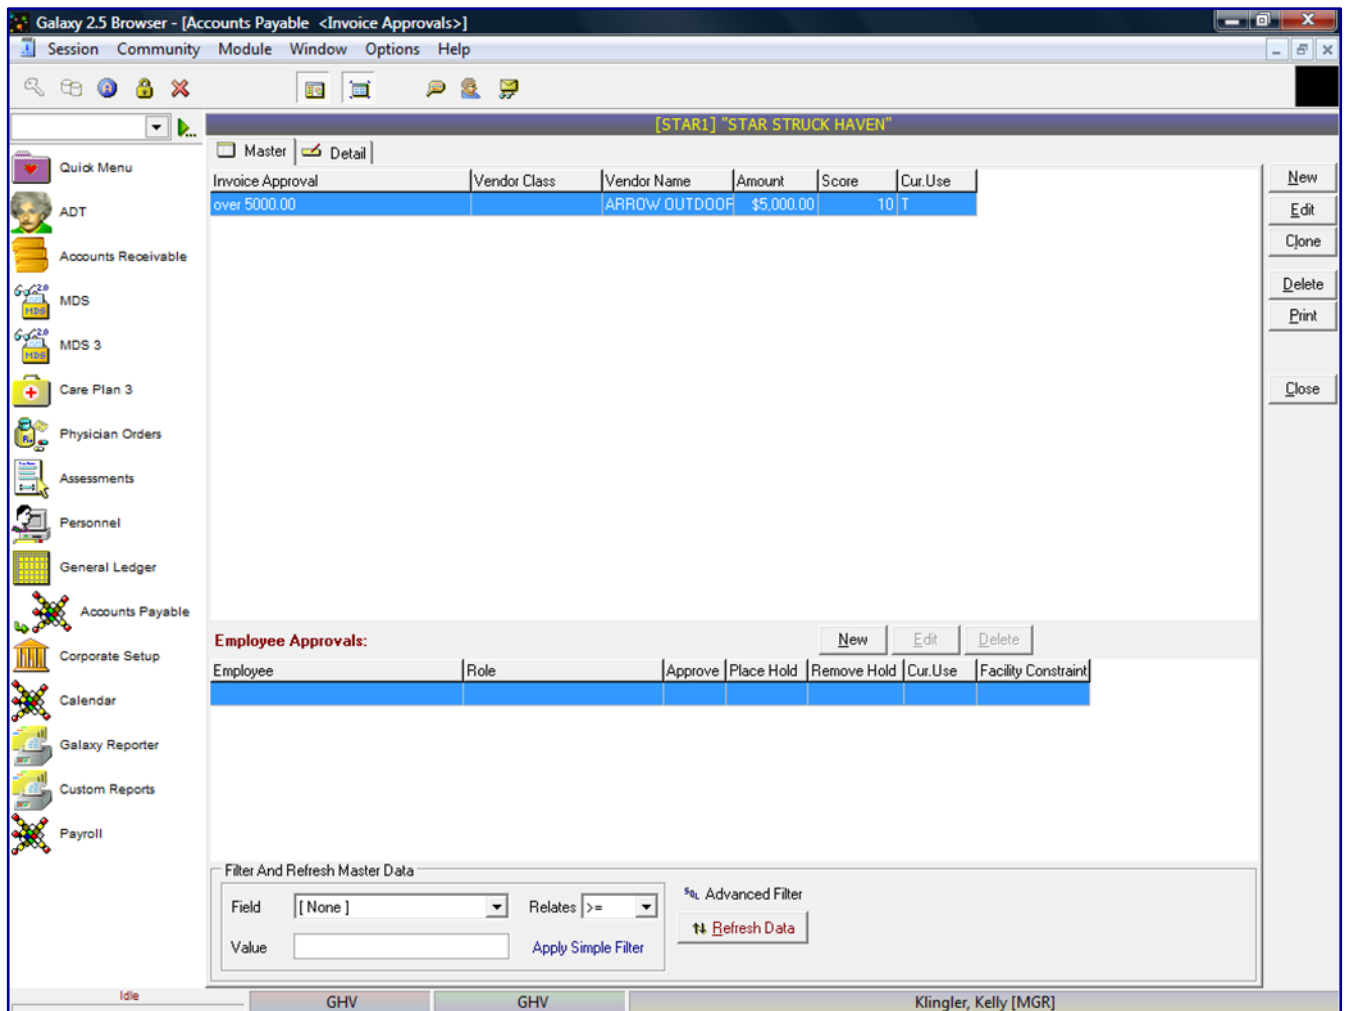 Galaxy 2.5 Browser - [Accounts Payable <Invoice Approvals>]
Session Community Module Window Options Help
[STAR1] "STAR STRUCK HAVEN"
Master Detail
Invoice Approval Vendor Class Vendor Name Amount Score Cur.Use
over 5000.00 ARROW OUTDOOR $5,000.00 10 T
New
Edit
Clone
Delete
Print
Close
Quick Menu
ADT
Accounts Receivable
MDS
MDS 3
Care Plan 3
Physician Orders
Assessments
Personnel
General Ledger
Accounts Payable
Corporate Setup
Calendar
Galaxy Reporter
Custom Reports
Payroll
Employee Approvals: New Edit Delete
Employee Role Approve Place Hold Remove Hold Cur.Use Facility Constraint
Filter And Refresh Master Data
Field [ None ] Relates >= SQL Advanced Filter
Value Apply Simple Filter Refresh Data
Idle GHV GHV Klingler, Kelly [MGR]